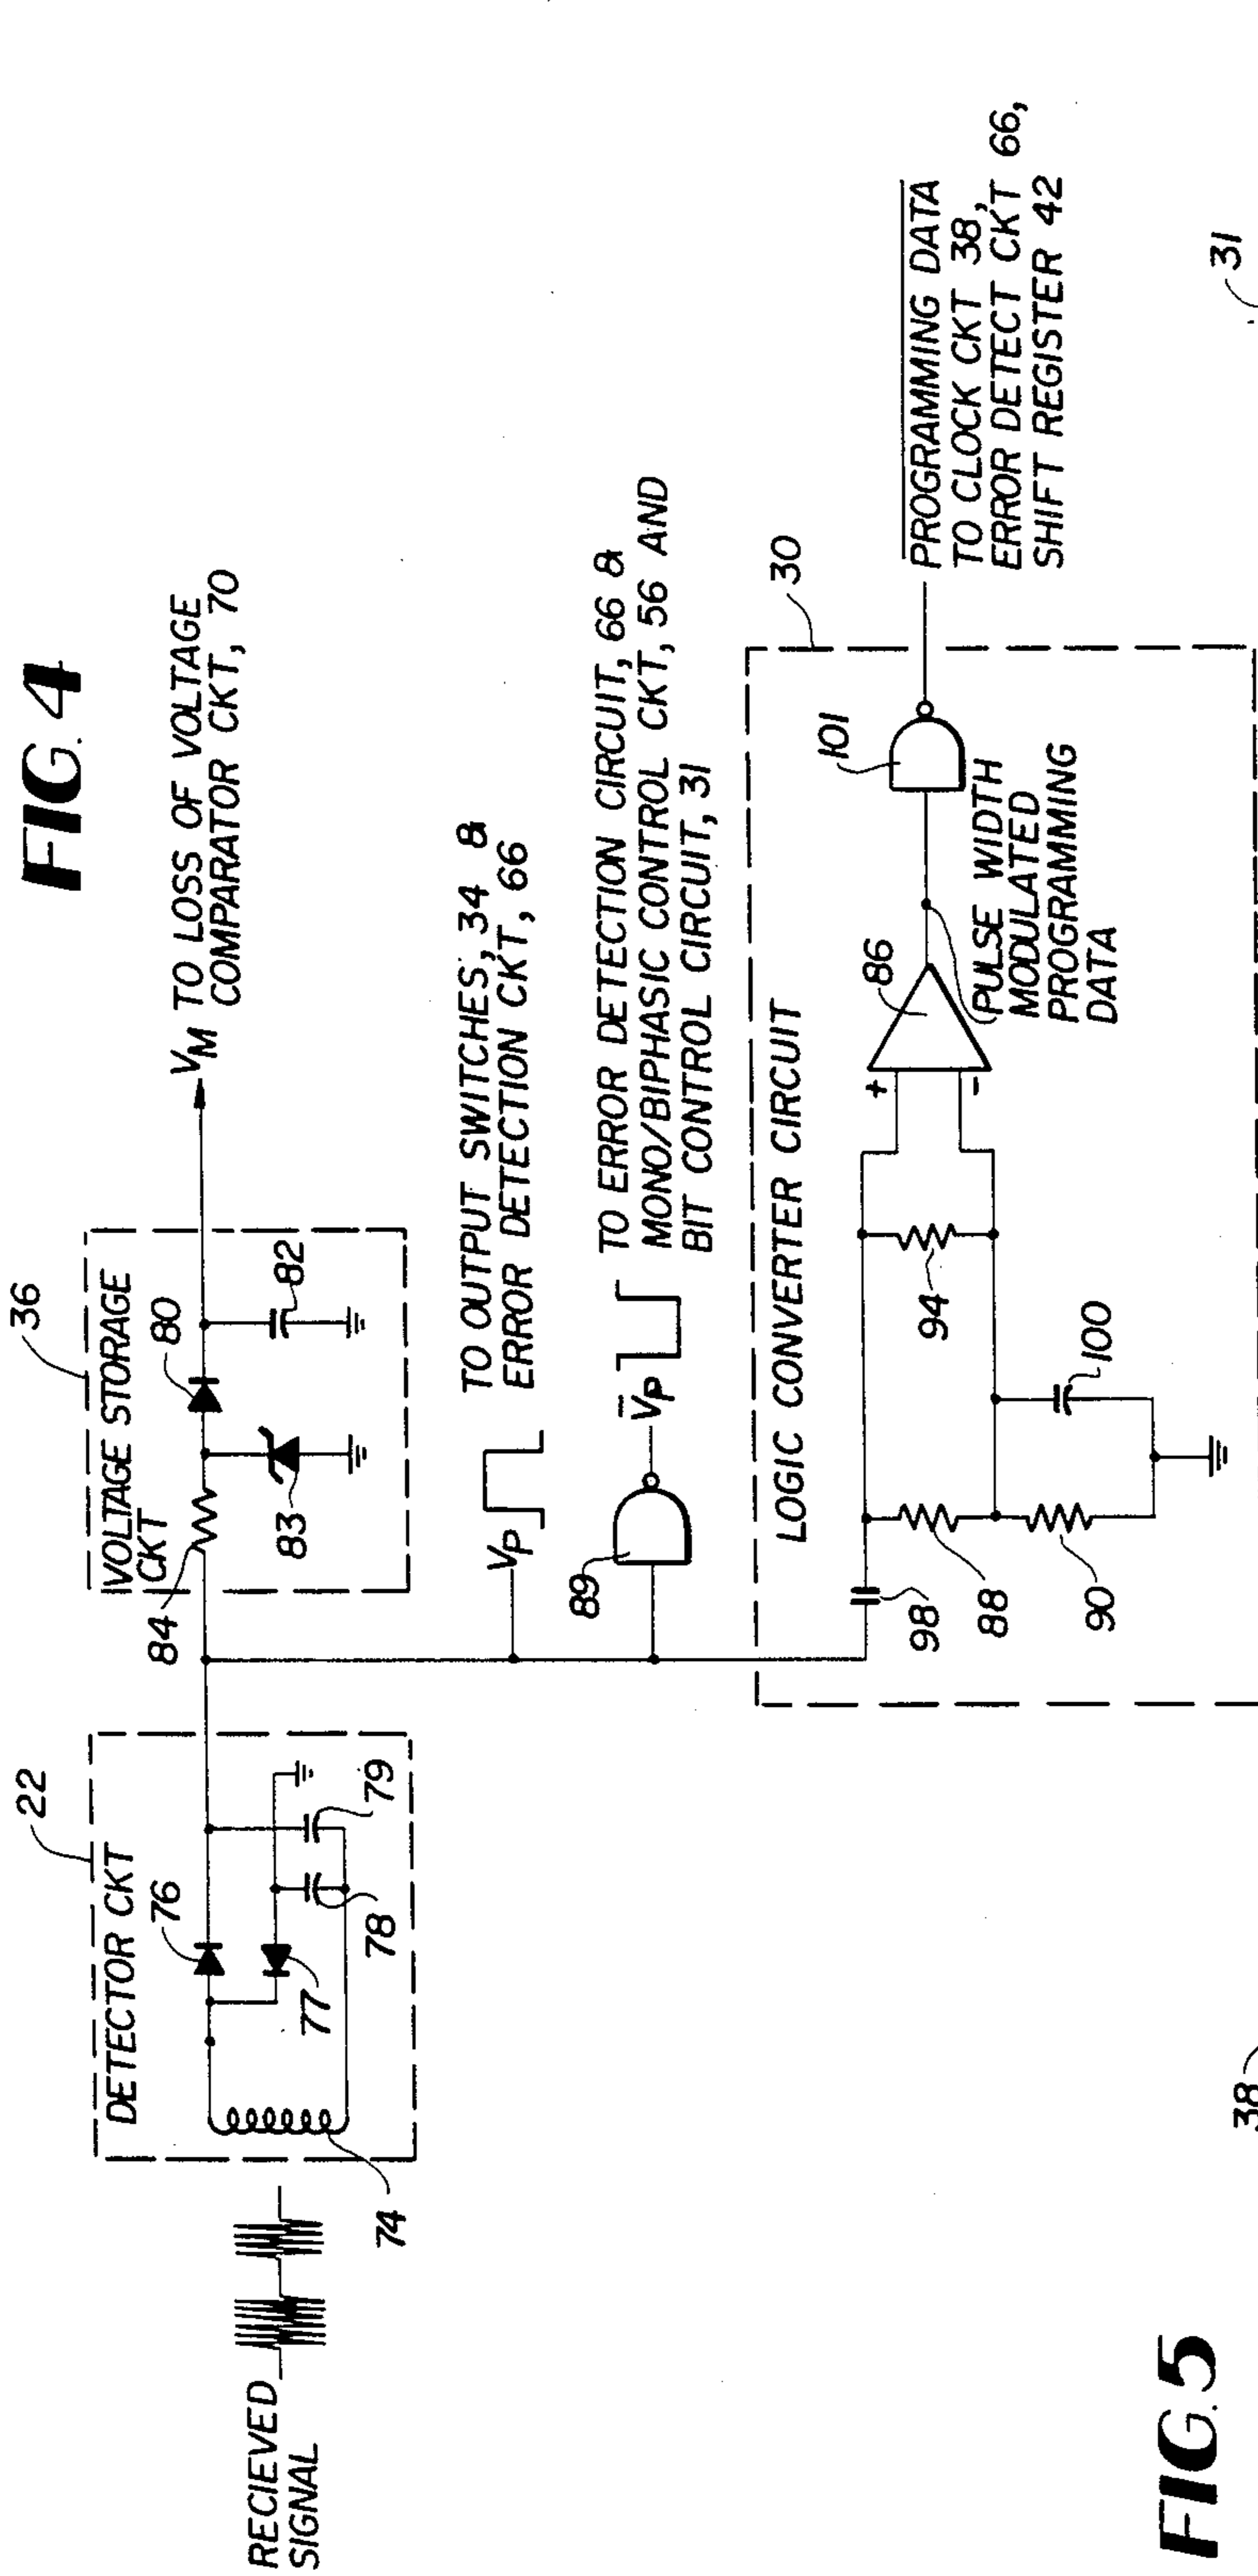 FIG. 4
36
22
VOLTAGE STORAGE
CKT
84
80
82
83
VM TO LOSS OF VOLTAGE
COMPARATOR CKT, 70
DETECTOR CKT
76
77
78
79
74
RECIEVED
SIGNAL
VP
TO OUTPUT SWITCHES, 34 &
ERROR DETECTION CKT, 66
89
V̅P
TO ERROR DETECTION CIRCUIT, 66 &
MONO/BIPHASIC CONTROL CKT, 56 AND
BIT CONTROL CIRCUIT, 31
30
LOGIC CONVERTER CIRCUIT
98
88
90
94
100
+
-
86
101
PULSE WIDTH
MODULATED
PROGRAMMING
DATA
PROGRAMMING DATA
TO CLOCK CKT 38,
ERROR DETECT CKT 66,
SHIFT REGISTER 42
FIG. 5
38
31